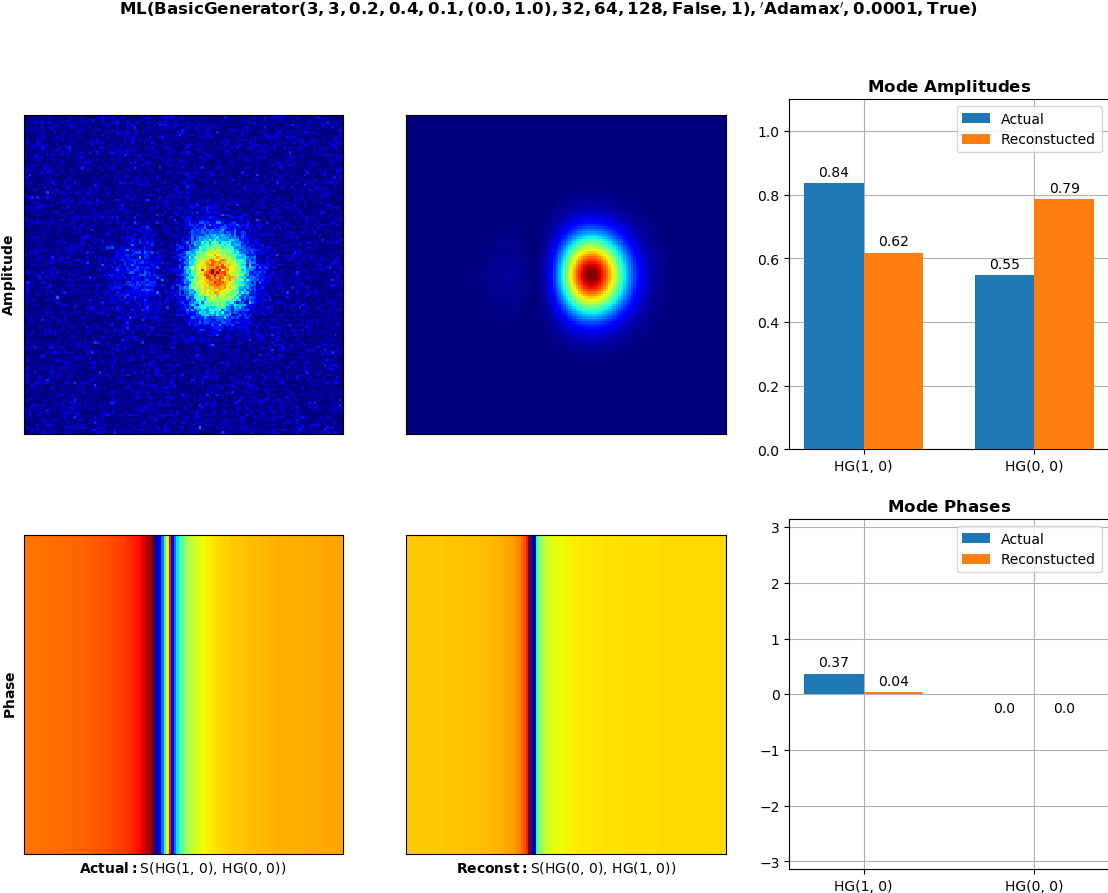 ML(BasicGenerator(3, 3, 0.2, 0.4, 0.1, (0.0, 1.0), 32, 64, 128, False, 1), ′Adamax′, 0.0001, True)
Amplitude
Mode Amplitudes
Actual
Reconstucted
1.0
0.8
0.6
0.4
0.2
0.0
0.84
0.62
0.55
0.79
HG(1, 0)
HG(0, 0)
Phase
Actual: S(HG(1, 0), HG(0, 0))
Reconst: S(HG(0, 0), HG(1, 0))
Mode Phases
Actual
Reconstucted
3
2
1
0
−1
−2
−3
0.37
0.04
0.0
0.0
HG(1, 0)
HG(0, 0)